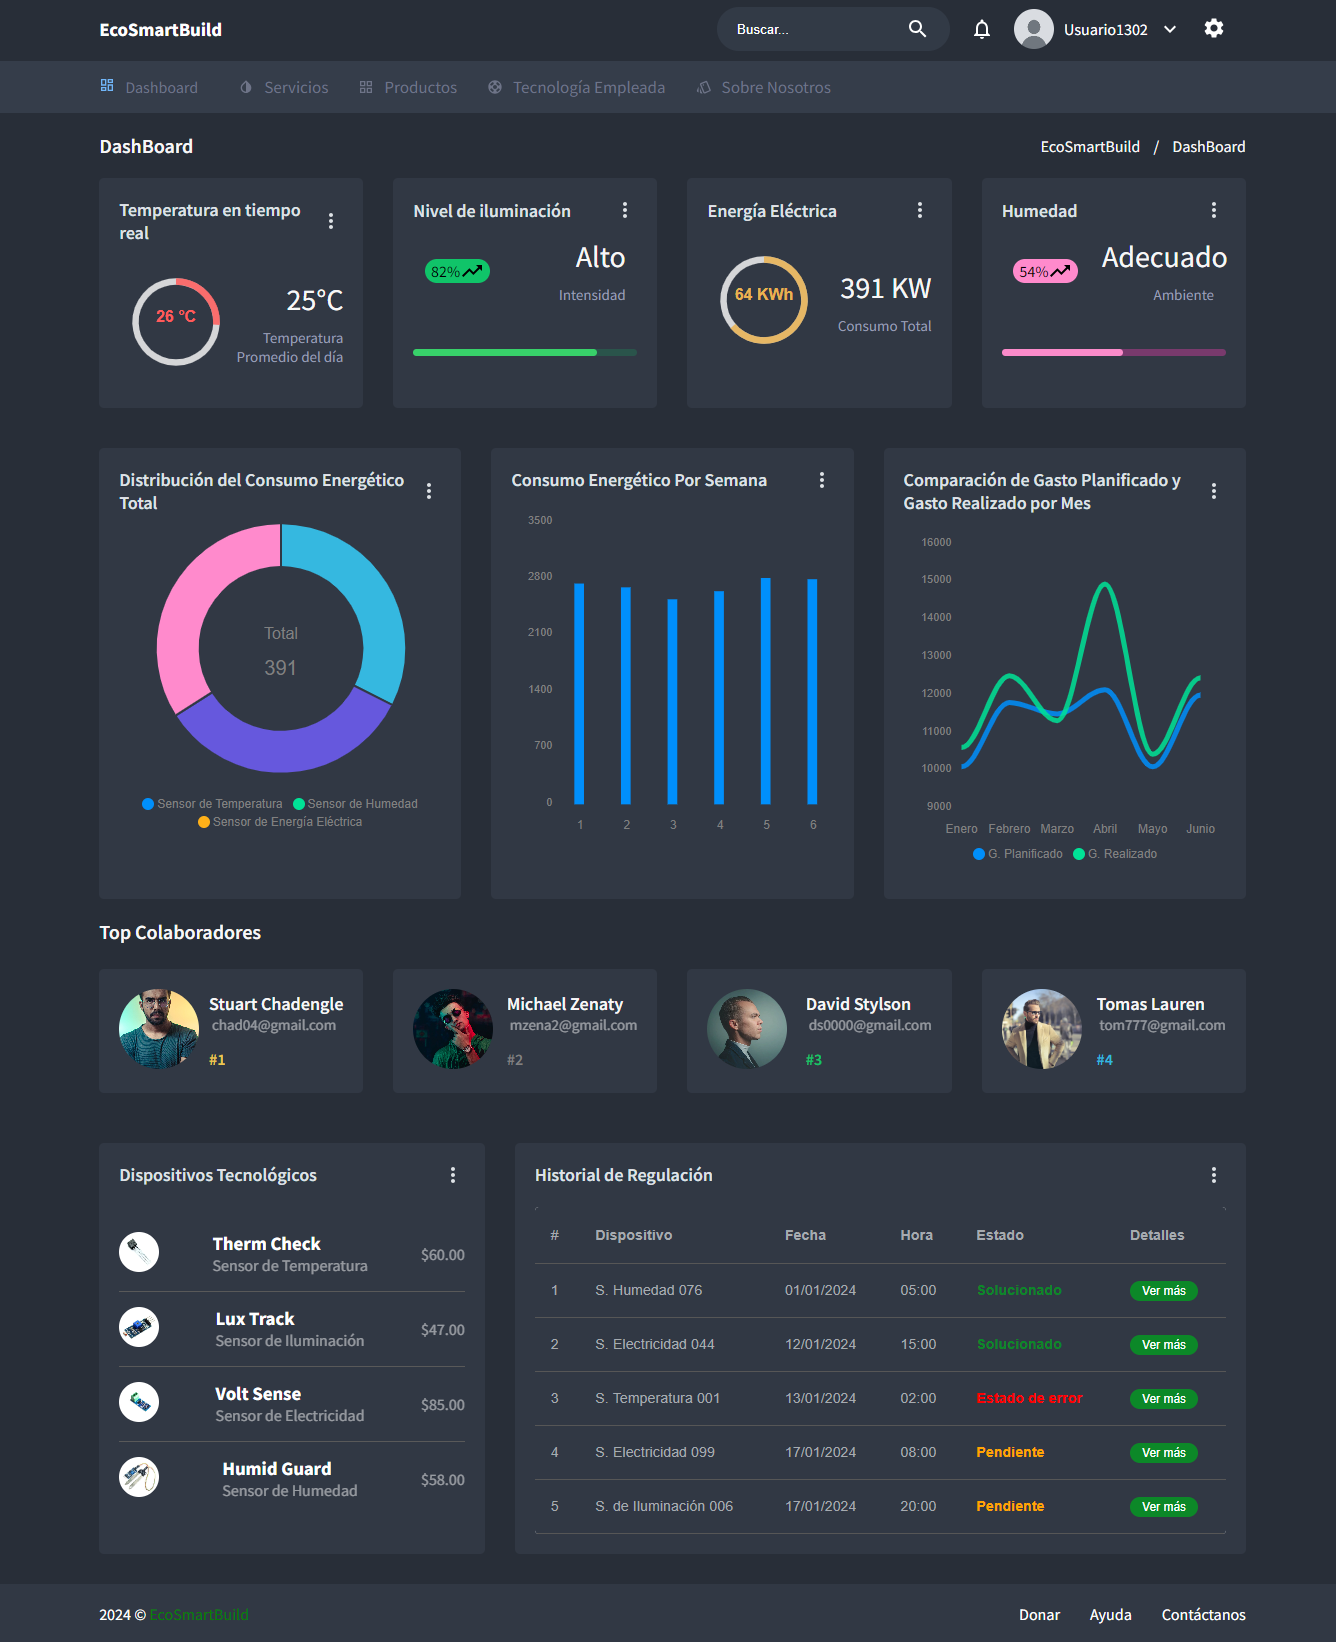 EcoSmartBuild
Buscar...
Usuario1302
Dashboard
Servicios
Productos
Tecnología Empleada
Sobre Nosotros
DashBoard
EcoSmartBuild / DashBoard
Temperatura en tiempo
real
26 °C
25°C
Temperatura
Promedio del día
Nivel de iluminación
82%
Alto
Intensidad
Energía Eléctrica
64 KWh
391 KW
Consumo Total
Humedad
54%
Adecuado
Ambiente
Distribución del Consumo Energético
Total
Total
391
Sensor de Temperatura
Sensor de Humedad
Sensor de Energía Eléctrica
Consumo Energético Por Semana
3500
2800
2100
1400
700
0
1 2 3 4 5 6
Comparación de Gasto Planificado y
Gasto Realizado por Mes
16000
15000
14000
13000
12000
11000
10000
9000
Enero Febrero Marzo Abril Mayo Junio
G. Planificado
G. Realizado
Top Colaboradores
Stuart Chadengle
chad04@gmail.com
#1
Michael Zenaty
mzena2@gmail.com
#2
David Stylson
ds0000@gmail.com
#3
Tomas Lauren
tom777@gmail.com
#4
Dispositivos Tecnológicos
Therm Check
Sensor de Temperatura
$60.00
Lux Track
Sensor de Iluminación
$47.00
Volt Sense
Sensor de Electricidad
$85.00
Humid Guard
Sensor de Humedad
$58.00
Historial de Regulación
# Dispositivo Fecha Hora Estado Detalles
1 S. Humedad 076 01/01/2024 05:00 Solucionado Ver más
2 S. Electricidad 044 12/01/2024 15:00 Solucionado Ver más
3 S. Temperatura 001 13/01/2024 02:00 Estado de error Ver más
4 S. Electricidad 099 17/01/2024 08:00 Pendiente Ver más
5 S. de Iluminación 006 17/01/2024 20:00 Pendiente Ver más
2024 © EcoSmartBuild
Donar
Ayuda
Contáctanos